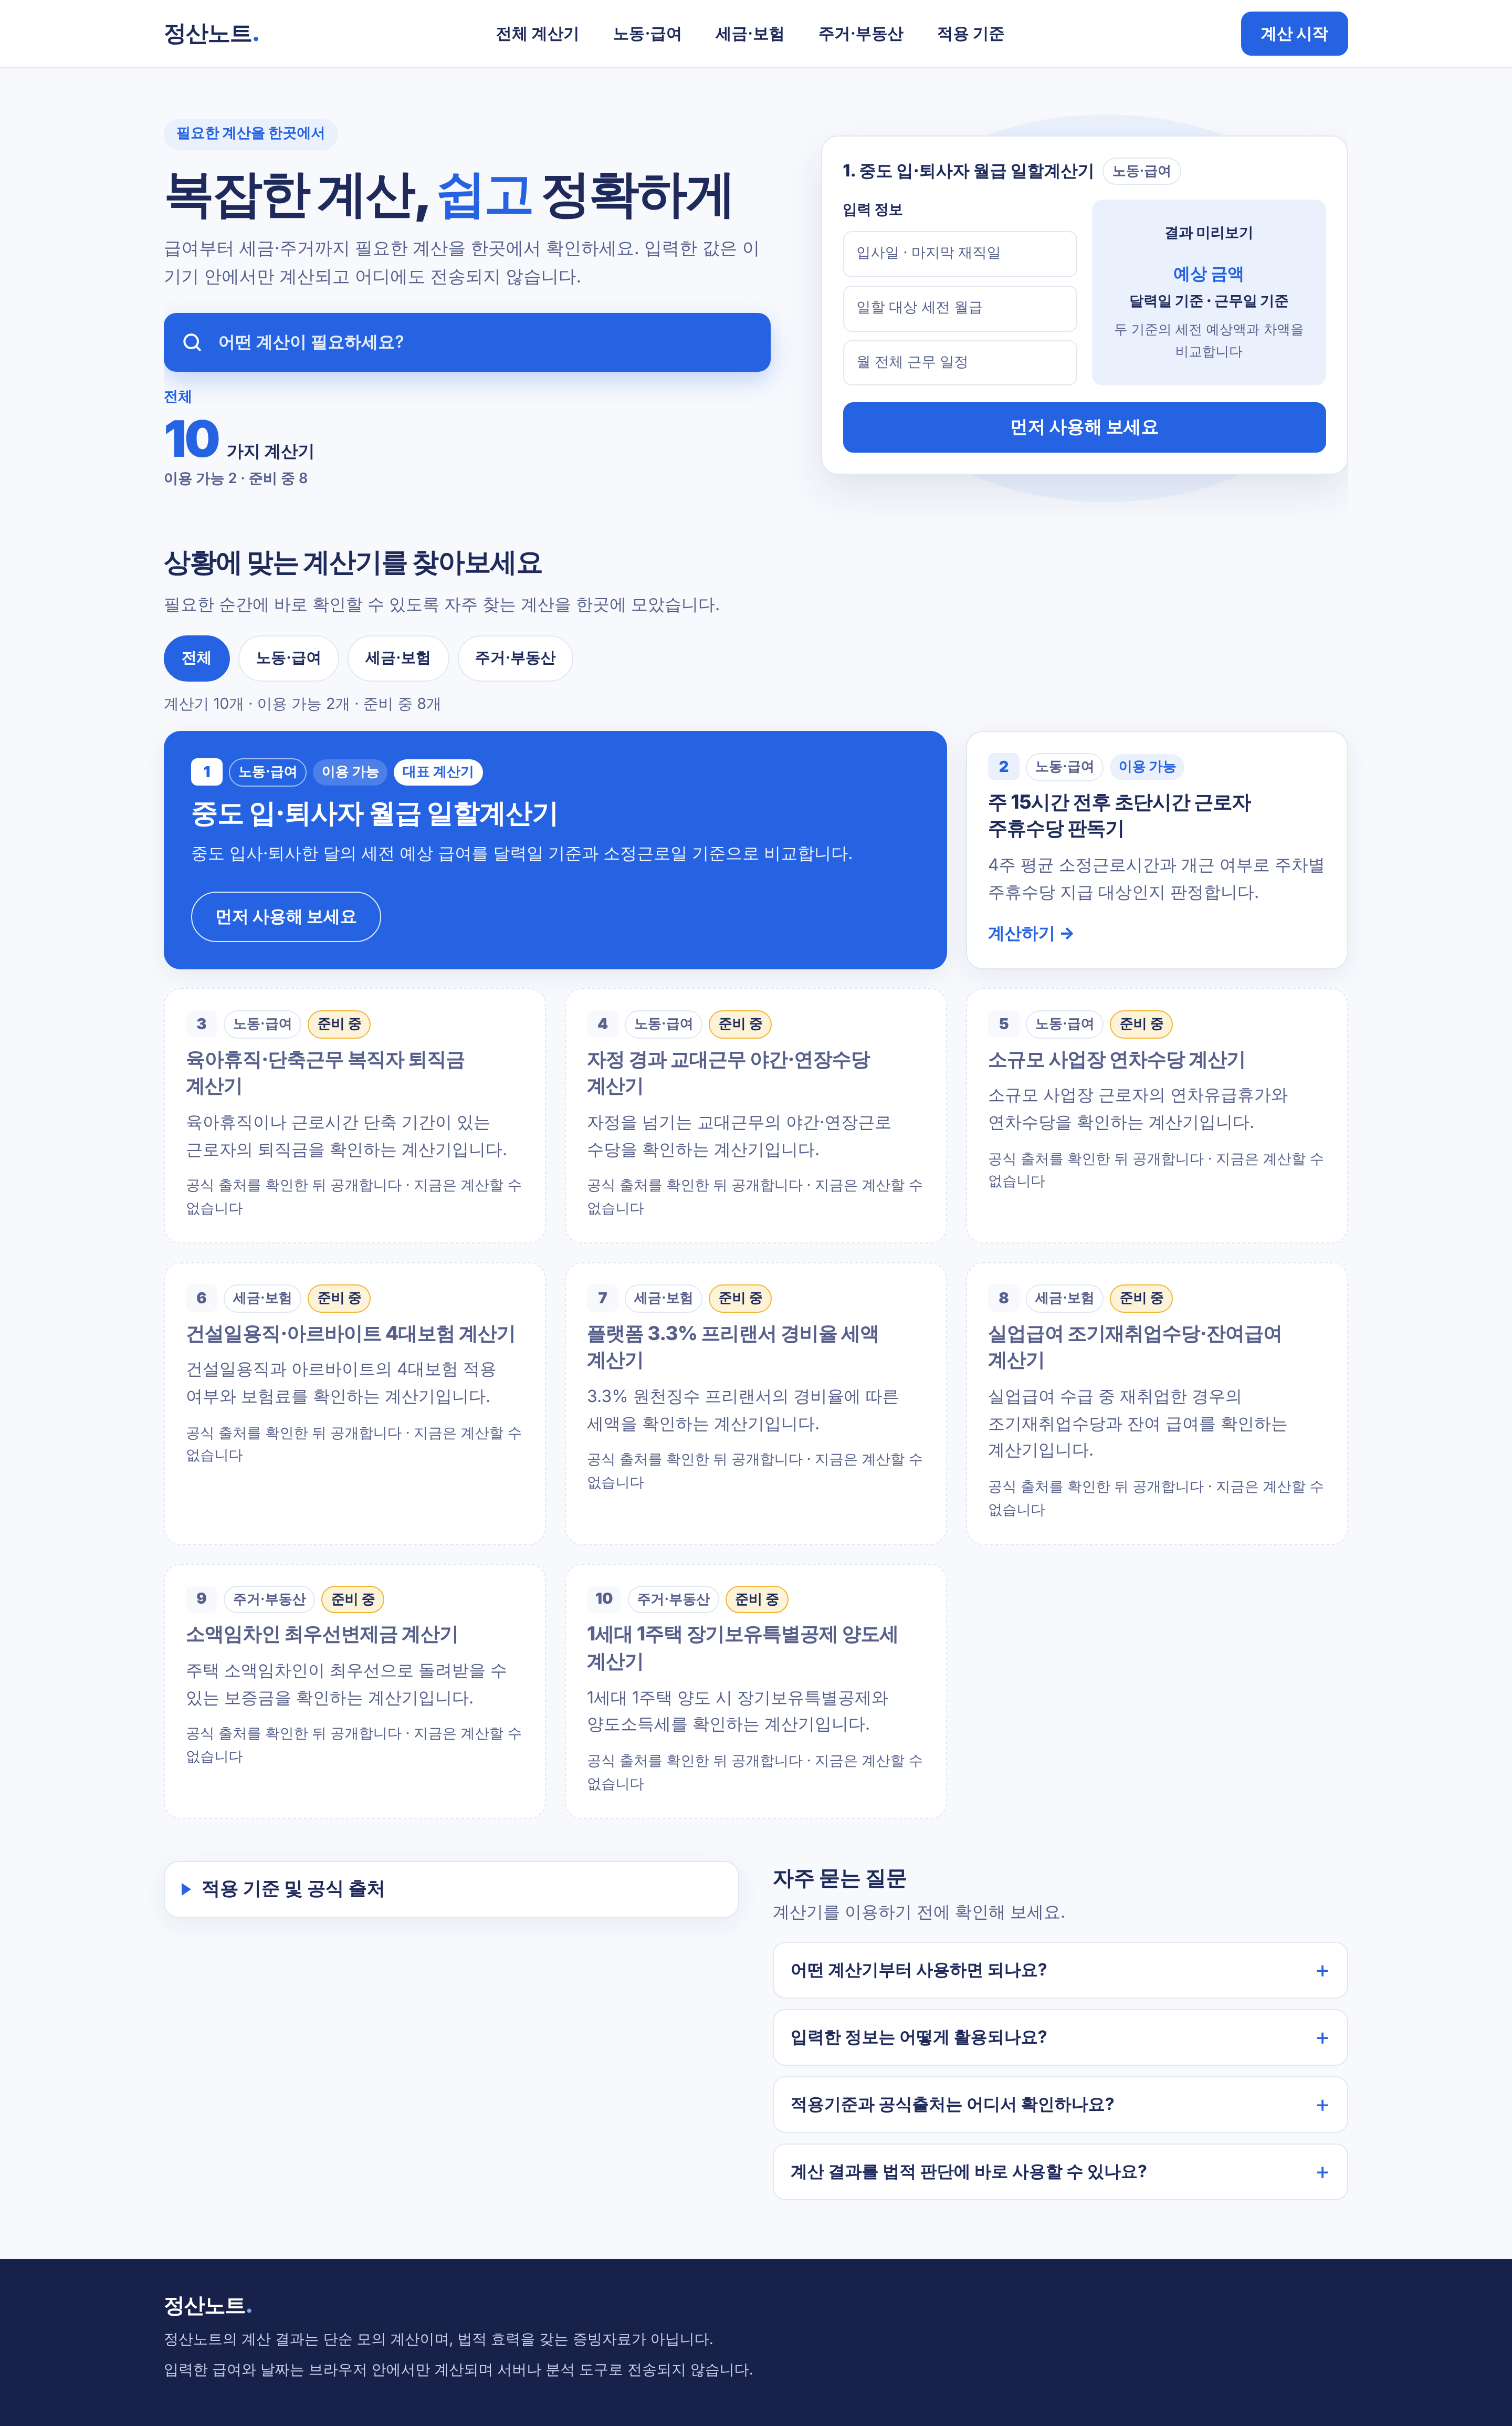 정산노트.
전체 계산기
노동·급여
세금·보험
주거·부동산
적용 기준
계산 시작
필요한 계산을 한곳에서
복잡한 계산, 쉽고 정확하게
급여부터 세금·주거까지 필요한 계산을 한곳에서 확인하세요. 입력한 값은 이
기기 안에서만 계산되고 어디에도 전송되지 않습니다.
어떤 계산이 필요하세요?
전체
10 가지 계산기
이용 가능 2 · 준비 중 8
1. 중도 입·퇴사자 월급 일할계산기 노동·급여
입력 정보
입사일 · 마지막 재직일
일할 대상 세전 월급
월 전체 근무 일정
결과 미리보기
예상 금액
달력일 기준 · 근무일 기준
두 기준의 세전 예상액과 차액을
비교합니다
먼저 사용해 보세요
상황에 맞는 계산기를 찾아보세요
필요한 순간에 바로 확인할 수 있도록 자주 찾는 계산을 한곳에 모았습니다.
전체
노동·급여
세금·보험
주거·부동산
계산기 10개 · 이용 가능 2개 · 준비 중 8개
1 노동·급여 이용 가능 대표 계산기
중도 입·퇴사자 월급 일할계산기
중도 입사·퇴사한 달의 세전 예상 급여를 달력일 기준과 소정근로일 기준으로 비교합니다.
먼저 사용해 보세요
2 노동·급여 이용 가능
주 15시간 전후 초단시간 근로자
주휴수당 판독기
4주 평균 소정근로시간과 개근 여부로 주차별
주휴수당 지급 대상인지 판정합니다.
계산하기 →
3 노동·급여 준비 중
육아휴직·단축근무 복직자 퇴직금
계산기
육아휴직이나 근로시간 단축 기간이 있는
근로자의 퇴직금을 확인하는 계산기입니다.
공식 출처를 확인한 뒤 공개합니다 · 지금은 계산할 수
없습니다
4 노동·급여 준비 중
자정 경과 교대근무 야간·연장수당
계산기
자정을 넘기는 교대근무의 야간·연장근로
수당을 확인하는 계산기입니다.
공식 출처를 확인한 뒤 공개합니다 · 지금은 계산할 수
없습니다
5 노동·급여 준비 중
소규모 사업장 연차수당 계산기
소규모 사업장 근로자의 연차유급휴가와
연차수당을 확인하는 계산기입니다.
공식 출처를 확인한 뒤 공개합니다 · 지금은 계산할 수
없습니다
6 세금·보험 준비 중
건설일용직·아르바이트 4대보험 계산기
건설일용직과 아르바이트의 4대보험 적용
여부와 보험료를 확인하는 계산기입니다.
공식 출처를 확인한 뒤 공개합니다 · 지금은 계산할 수
없습니다
7 세금·보험 준비 중
플랫폼 3.3% 프리랜서 경비율 세액
계산기
3.3% 원천징수 프리랜서의 경비율에 따른
세액을 확인하는 계산기입니다.
공식 출처를 확인한 뒤 공개합니다 · 지금은 계산할 수
없습니다
8 세금·보험 준비 중
실업급여 조기재취업수당·잔여급여
계산기
실업급여 수급 중 재취업한 경우의
조기재취업수당과 잔여 급여를 확인하는
계산기입니다.
공식 출처를 확인한 뒤 공개합니다 · 지금은 계산할 수
없습니다
9 주거·부동산 준비 중
소액임차인 최우선변제금 계산기
주택 소액임차인이 최우선으로 돌려받을 수
있는 보증금을 확인하는 계산기입니다.
공식 출처를 확인한 뒤 공개합니다 · 지금은 계산할 수
없습니다
10 주거·부동산 준비 중
1세대 1주택 장기보유특별공제 양도세
계산기
1세대 1주택 양도 시 장기보유특별공제와
양도소득세를 확인하는 계산기입니다.
공식 출처를 확인한 뒤 공개합니다 · 지금은 계산할 수
없습니다
적용 기준 및 공식 출처
자주 묻는 질문
계산기를 이용하기 전에 확인해 보세요.
어떤 계산기부터 사용하면 되나요? +
입력한 정보는 어떻게 활용되나요? +
적용기준과 공식출처는 어디서 확인하나요? +
계산 결과를 법적 판단에 바로 사용할 수 있나요? +
정산노트.
정산노트의 계산 결과는 단순 모의 계산이며, 법적 효력을 갖는 증빙자료가 아닙니다.
입력한 급여와 날짜는 브라우저 안에서만 계산되며 서버나 분석 도구로 전송되지 않습니다.